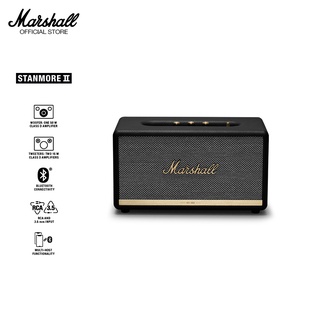 Marshall
OFFICIAL STORE
STANMORE II
WOOFER: ONE 50 W
CLASS D AMPLIFIER
TWEETERS: TWO 15 W
CLASS D AMPLIFIERS
BLUETOOTH
CONNECTIVITY
RCA 3.5
RCA AND
3.5 mm INPUT
MULTI-HOST
FUNCTIONALITY
Marshall